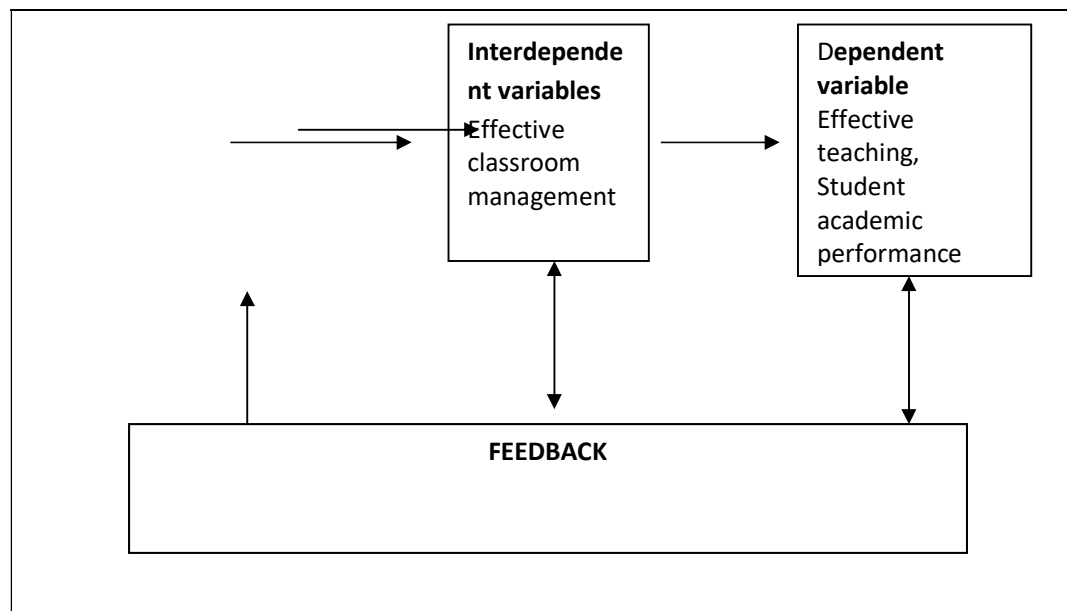 Interdepende
nt variables
Effective
classroom
management
Dependent
variable
Effective
teaching,
Student
academic
performance
FEEDBACK